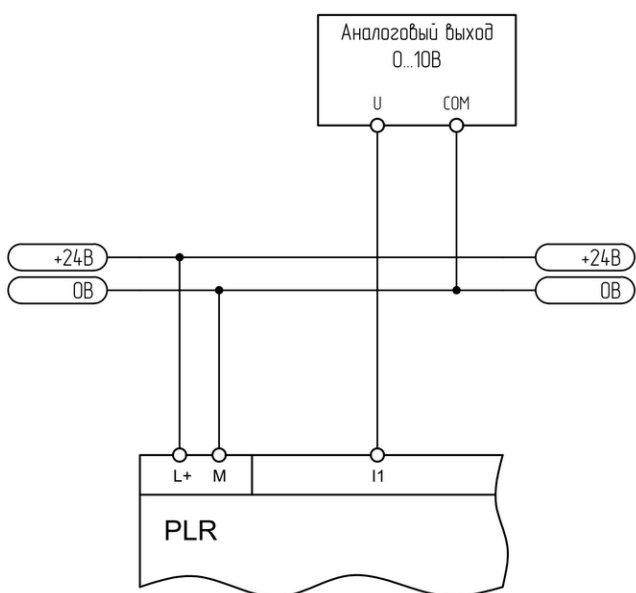 Аналоговый выход
0...10В
U COM
+24В +24В
0В 0В
L+ M I1
PLR